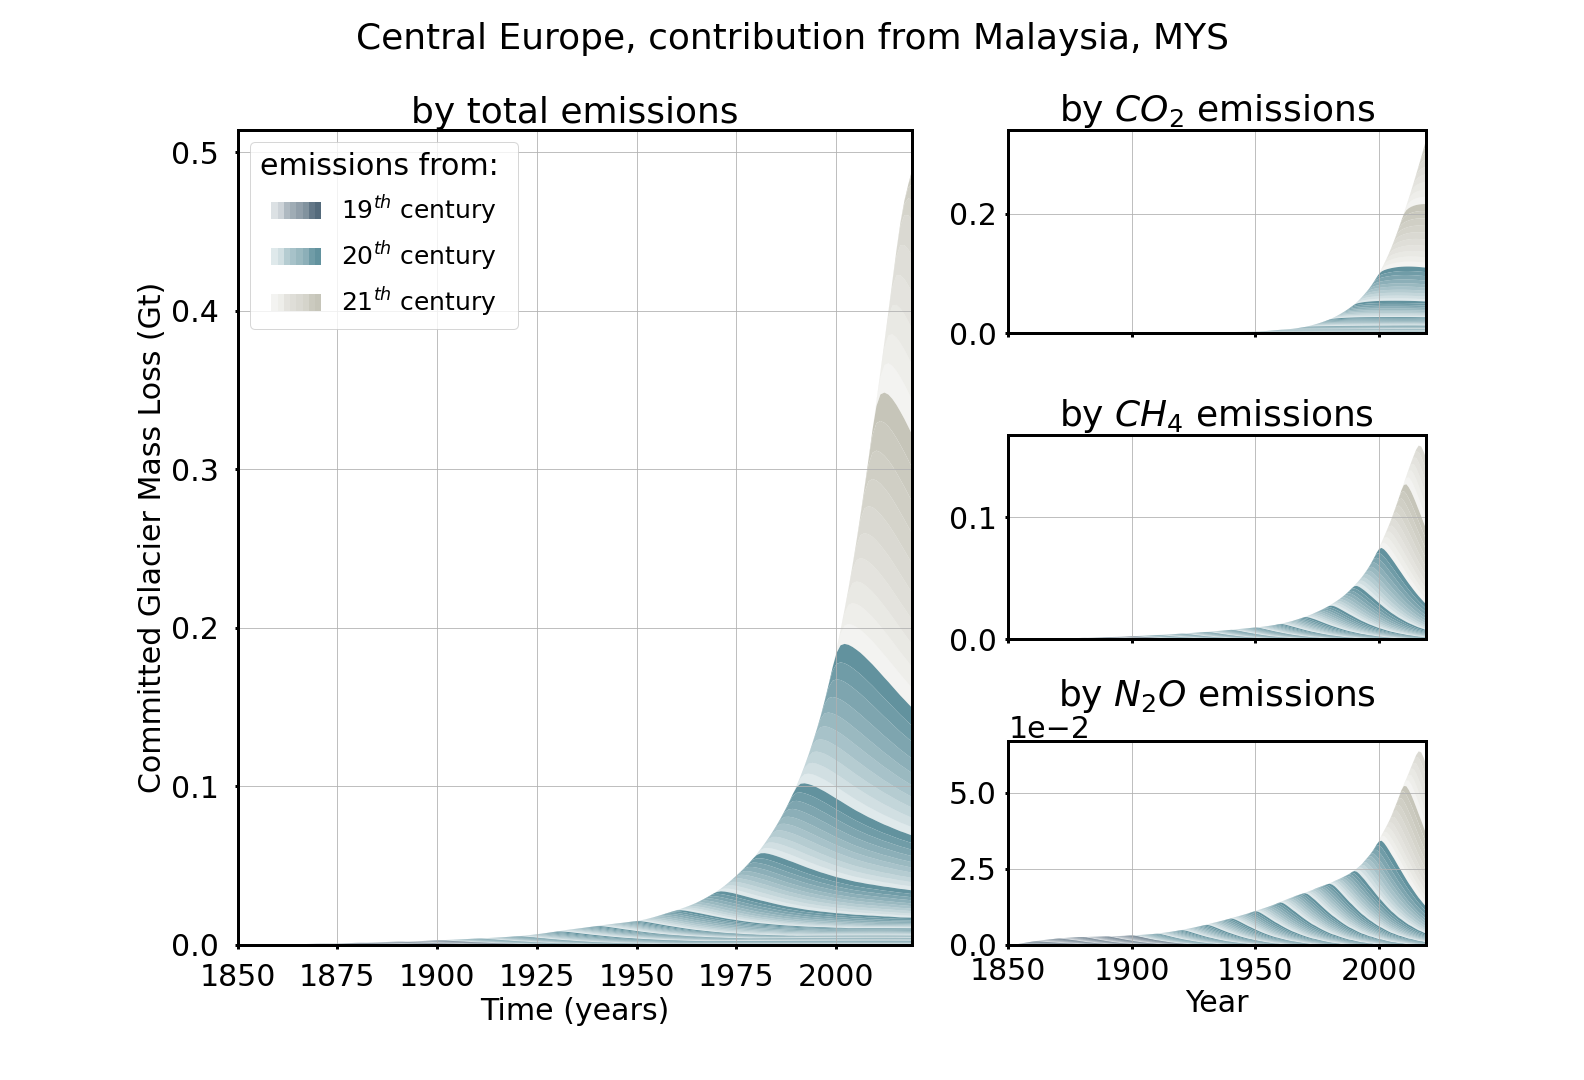 Central Europe, contribution from Malaysia, MYS
by total emissions
Committed Glacier Mass Loss (Gt)
0.5
0.4
0.3
0.2
0.1
0.0
emissions from:
19th century
20th century
21th century
1850 1875 1900 1925 1950 1975 2000
Time (years)
by CO2 emissions
0.2
0.0
by CH4 emissions
0.1
0.0
by N2O emissions
1e−2
5.0
2.5
0.0
1850 1900 1950 2000
Year